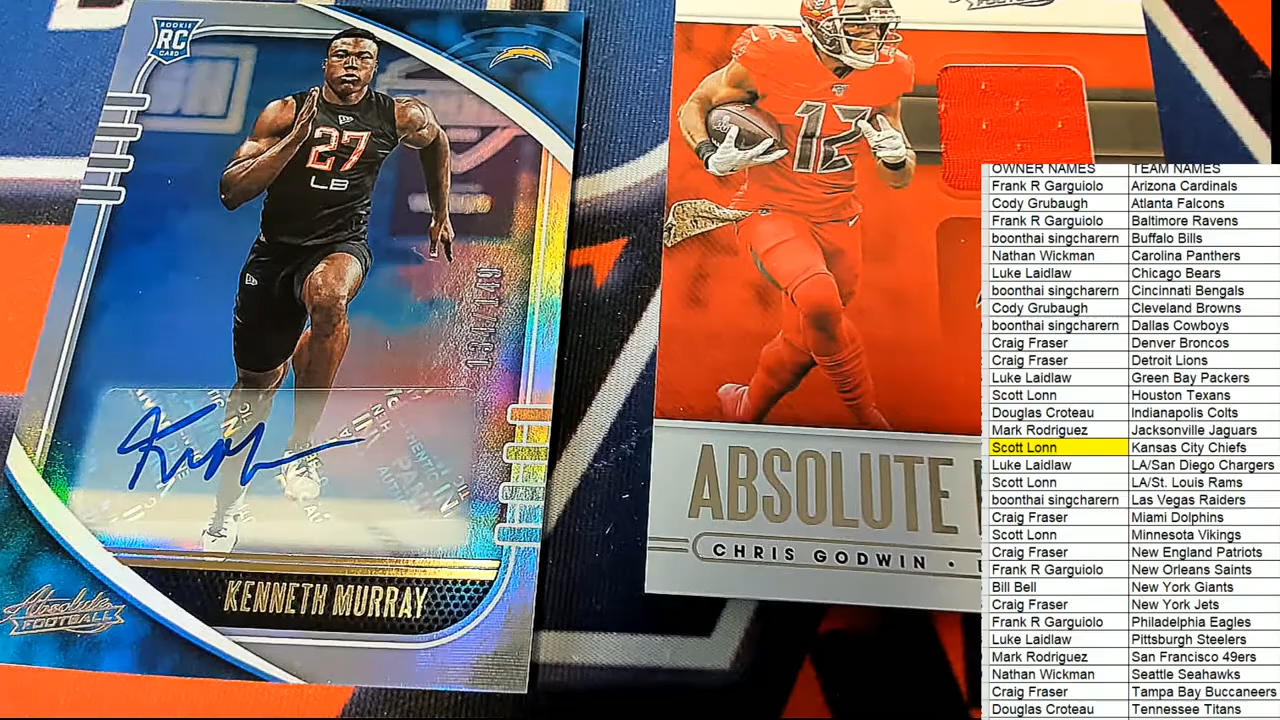 ROOKIE
RC
CARD
27
LB
134/149
KENNETH MURRAY
Absolute
FOOTBALL
12
FOOTBALL
ABSOLUTE
CHRIS GODWIN •
OWNER NAMES TEAM NAMES
Frank R Garguiolo Arizona Cardinals
Cody Grubaugh Atlanta Falcons
Frank R Garguiolo Baltimore Ravens
boonthai singcharern Buffalo Bills
Nathan Wickman Carolina Panthers
Luke Laidlaw Chicago Bears
boonthai singcharern Cincinnati Bengals
Cody Grubaugh Cleveland Browns
boonthai singcharern Dallas Cowboys
Craig Fraser Denver Broncos
Craig Fraser Detroit Lions
Luke Laidlaw Green Bay Packers
Scott Lonn Houston Texans
Douglas Croteau Indianapolis Colts
Mark Rodriguez Jacksonville Jaguars
Scott Lonn Kansas City Chiefs
Luke Laidlaw LA/San Diego Chargers
Scott Lonn LA/St. Louis Rams
boonthai singcharern Las Vegas Raiders
Craig Fraser Miami Dolphins
Scott Lonn Minnesota Vikings
Craig Fraser New England Patriots
Frank R Garguiolo New Orleans Saints
Bill Bell New York Giants
Craig Fraser New York Jets
Frank R Garguiolo Philadelphia Eagles
Luke Laidlaw Pittsburgh Steelers
Mark Rodriguez San Francisco 49ers
Nathan Wickman Seattle Seahawks
Craig Fraser Tampa Bay Buccaneers
Douglas Croteau Tennessee Titans